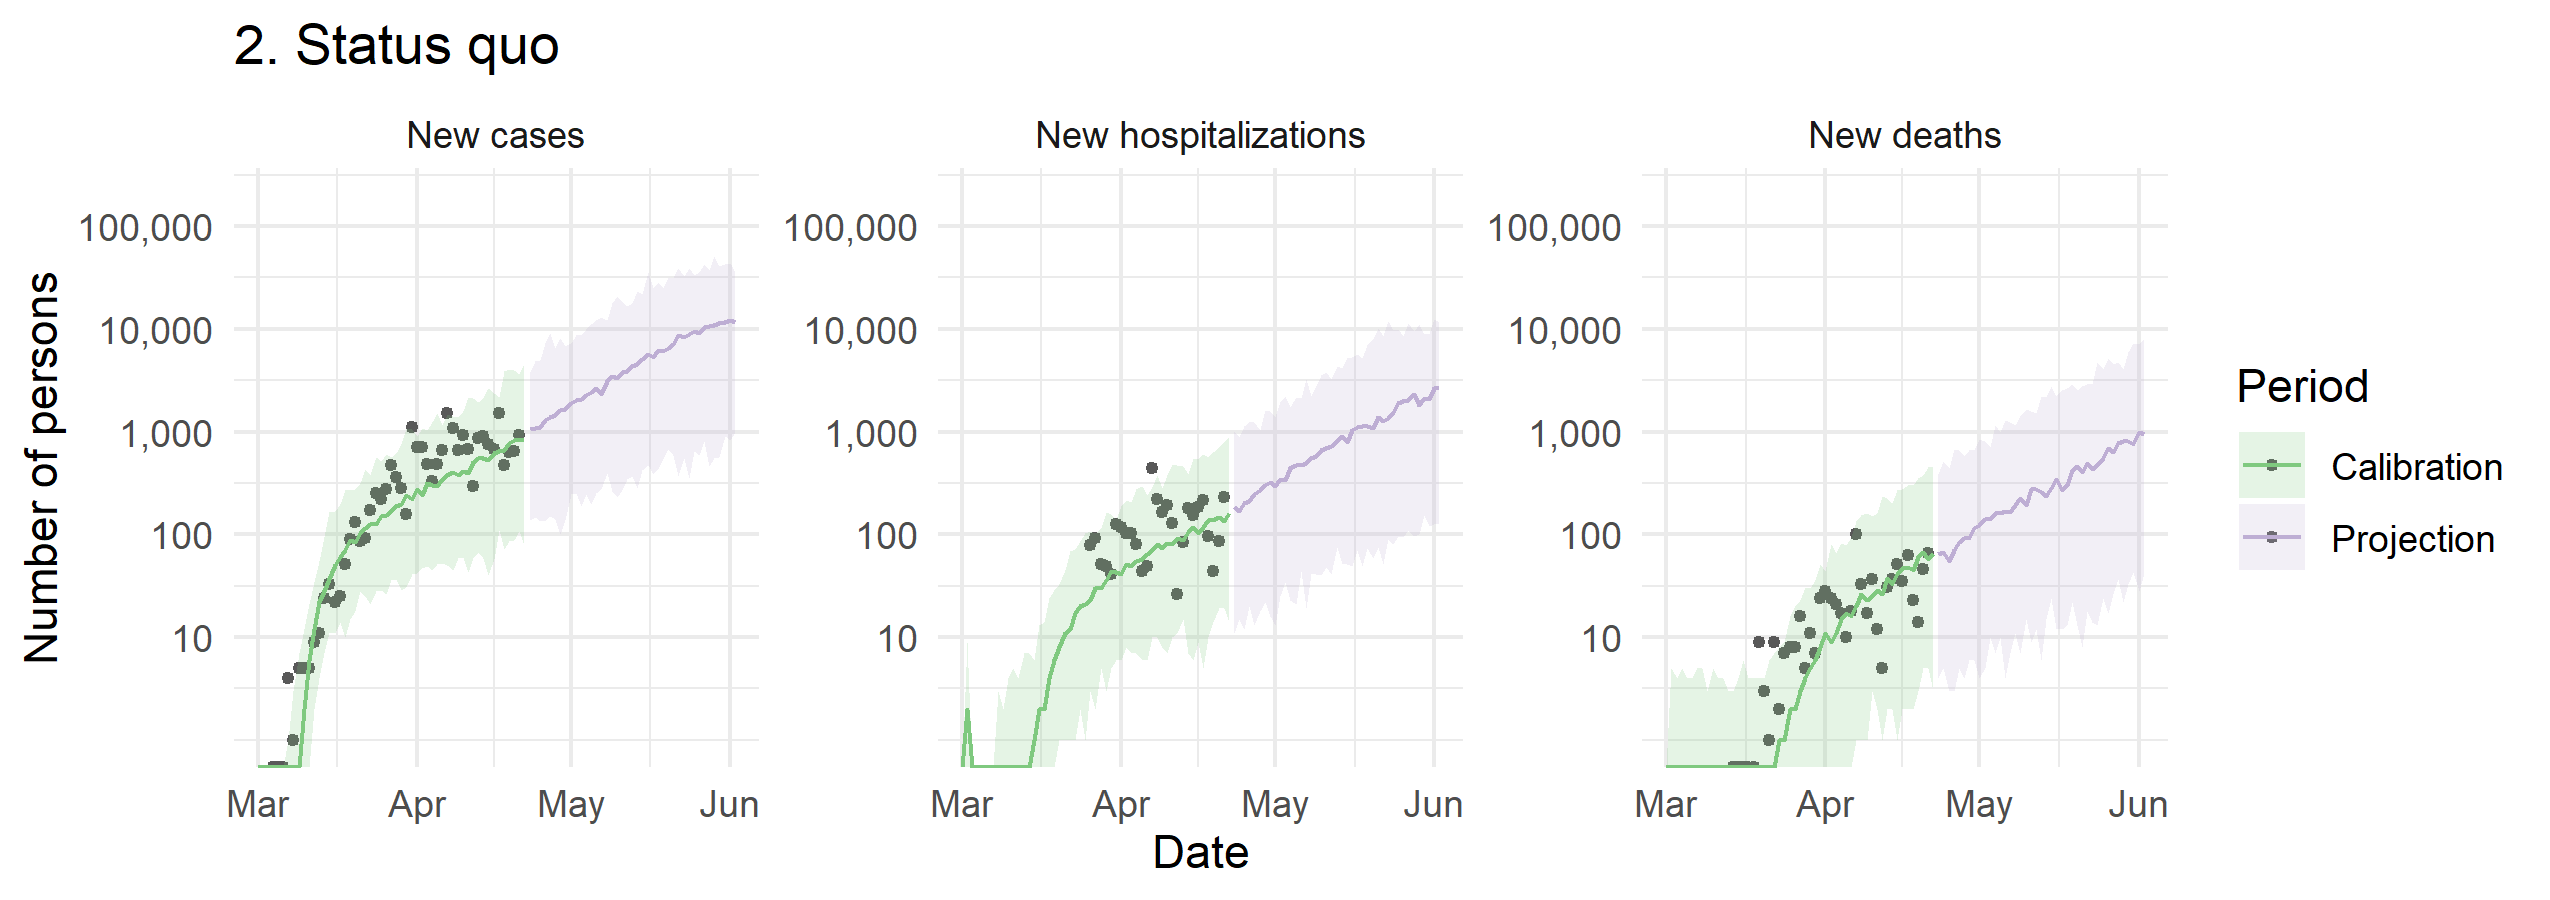 2. Status quo
New cases
New hospitalizations
New deaths
Number of persons
100,000
10,000
1,000
100
10
100,000
10,000
1,000
100
10
100,000
10,000
1,000
100
10
Mar Apr May Jun
Mar Apr May Jun
Mar Apr May Jun
Date
Period
Calibration
Projection